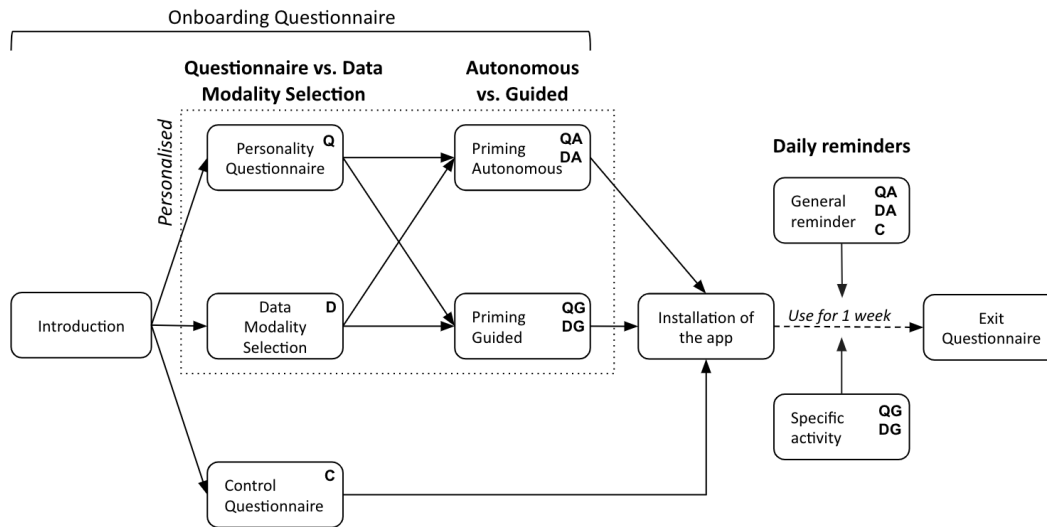 Onboarding Questionnaire
Questionnaire vs. Data
Modality Selection
Autonomous
vs. Guided
Personalised
Personality
Questionnaire
Q
Priming
Autonomous
QA
DA
Daily reminders
General
reminder
QA
DA
C
Introduction
Data
Modality
Selection
D
Priming
Guided
QG
DG
Installation of
the app
Use for 1 week
Exit
Questionnaire
Specific
activity
QG
DG
Control
Questionnaire
C